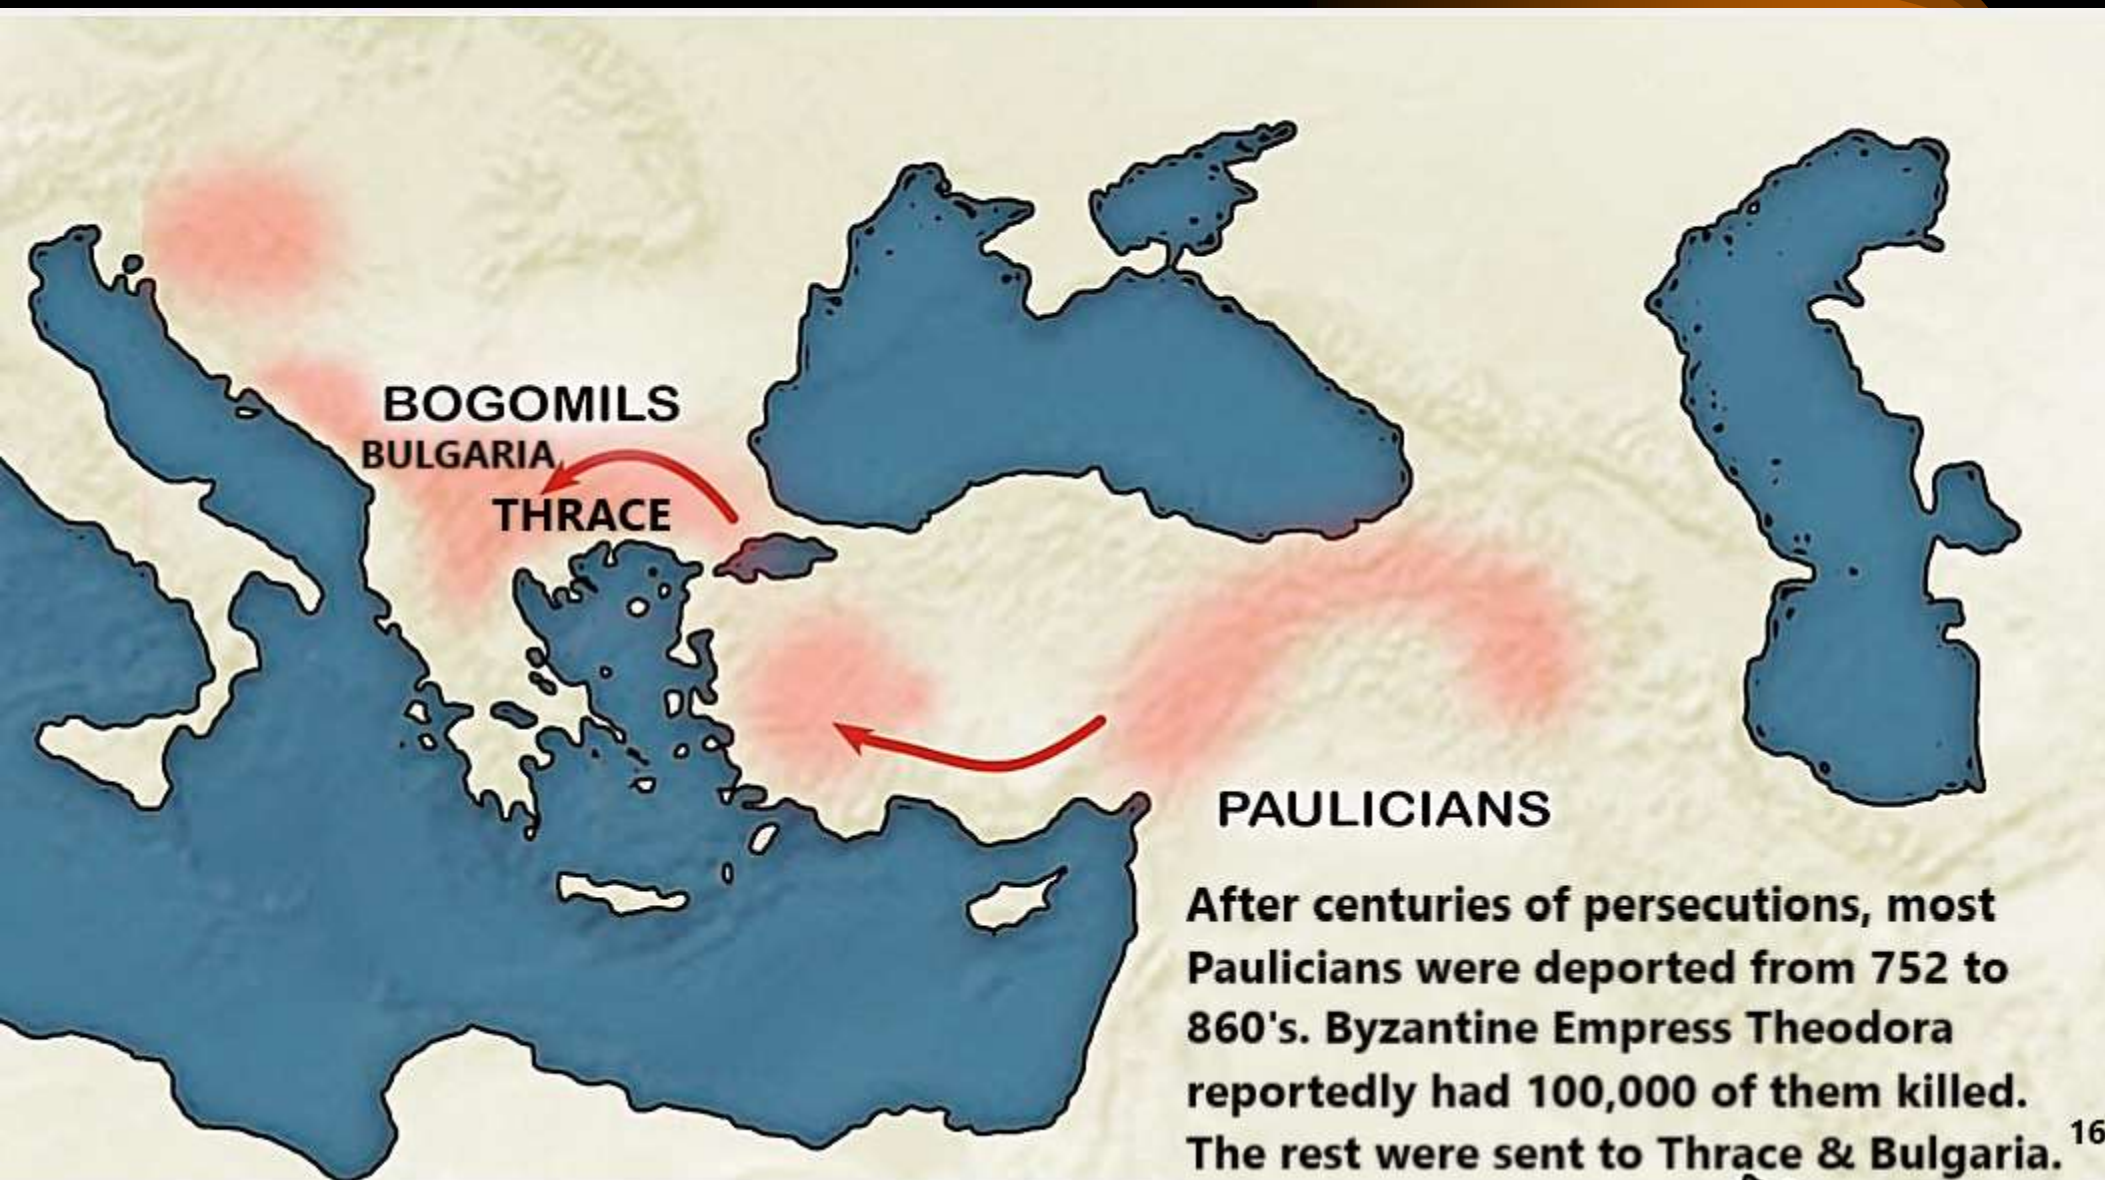 BOGOMILS
BULGARIA
THRACE
PAULICIANS
After centuries of persecutions, most
Paulicians were deported from 752 to
860's. Byzantine Empress Theodora
reportedly had 100,000 of them killed.
The rest were sent to Thrace & Bulgaria.
16